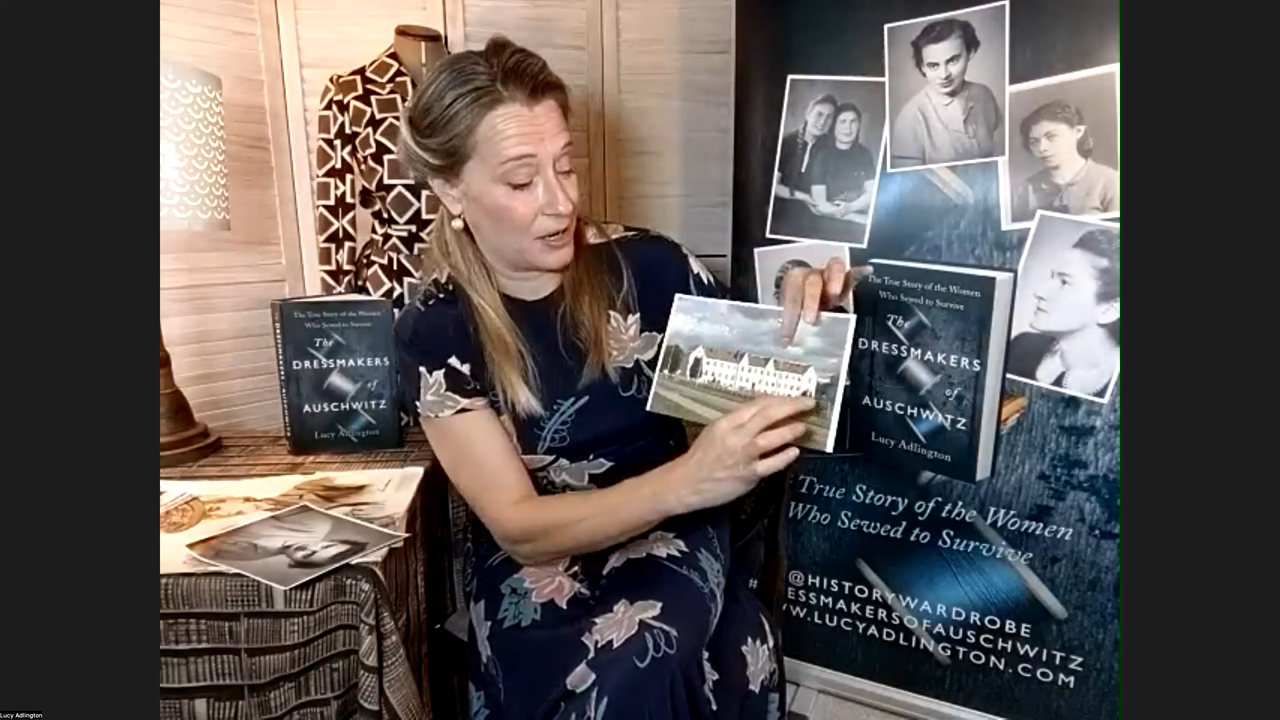 The True Story of the Women
Who Sewed to Survive
The
DRESSMAKERS
of
AUSCHWITZ
Lucy Adlington
The True Story of the Women
Who Sewed to Survive
The
DRESSMAKERS
of
AUSCHWITZ
Lucy Adlington
True Story of the Women
Who Sewed to Survive
#
@HISTORYWARDROBE
ESSMAKERSOFAUSCHWITZ
W.LUCYADLINGTON.COM
Lucy Adlington